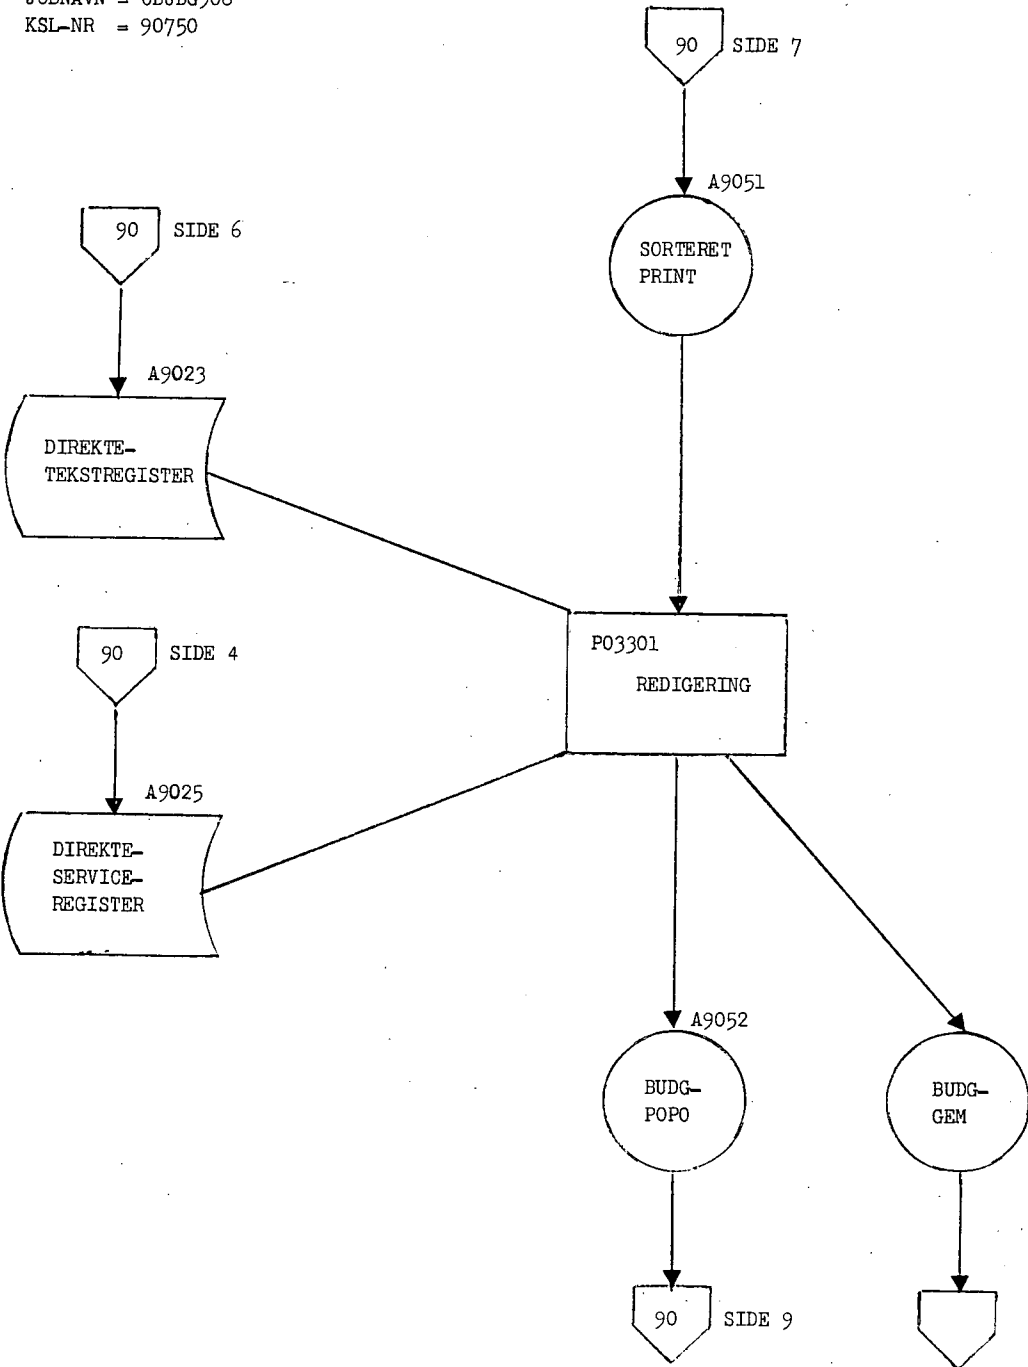 KSL-NR = 90750
90 SIDE 7
A9051
SORTERET
PRINT
90 SIDE 6
A9023
DIREKTE-
TEKSTREGISTER
90 SIDE 4
P03301
REDIGERING
A9025
DIREKTE-
SERVICE-
REGISTER
A9052
BUDG-
POPO
BUDG-
GEM
90 SIDE 9